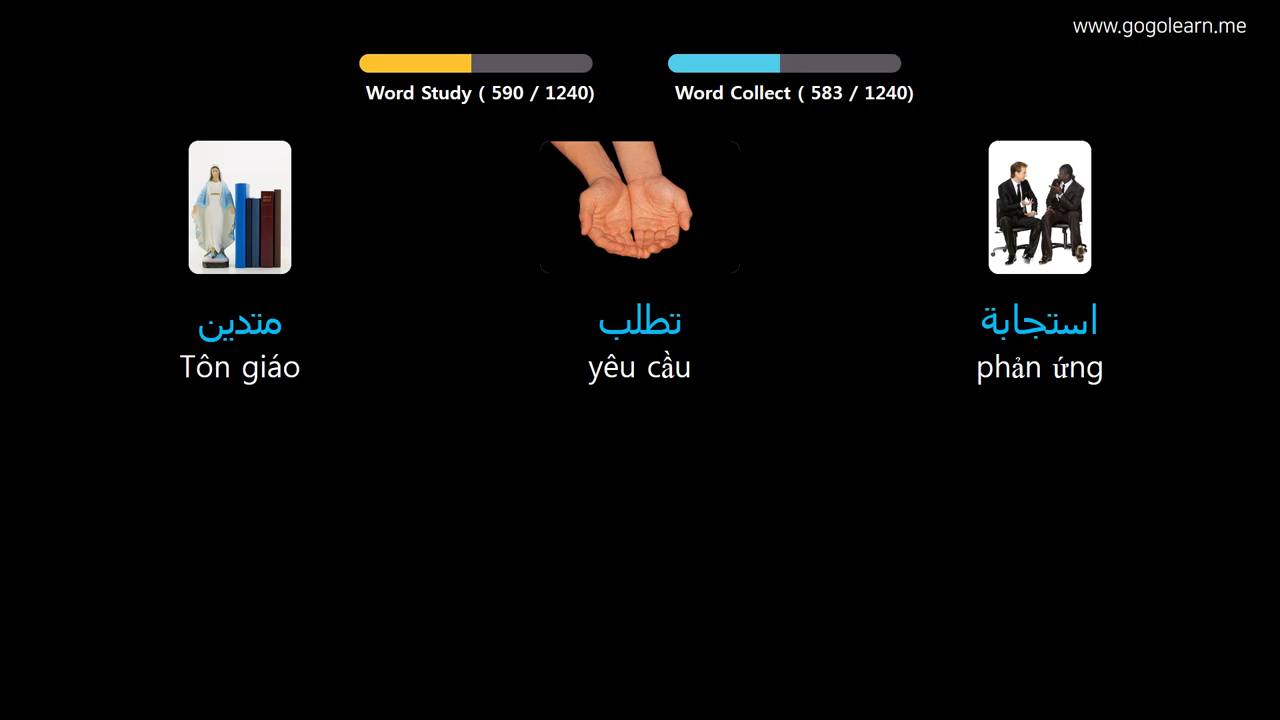 www.gogolearn.me
Word Study ( 590 / 1240)
Word Collect ( 583 / 1240)
متدين
Tôn giáo
تطلب
yêu cầu
استجابة
phản ứng